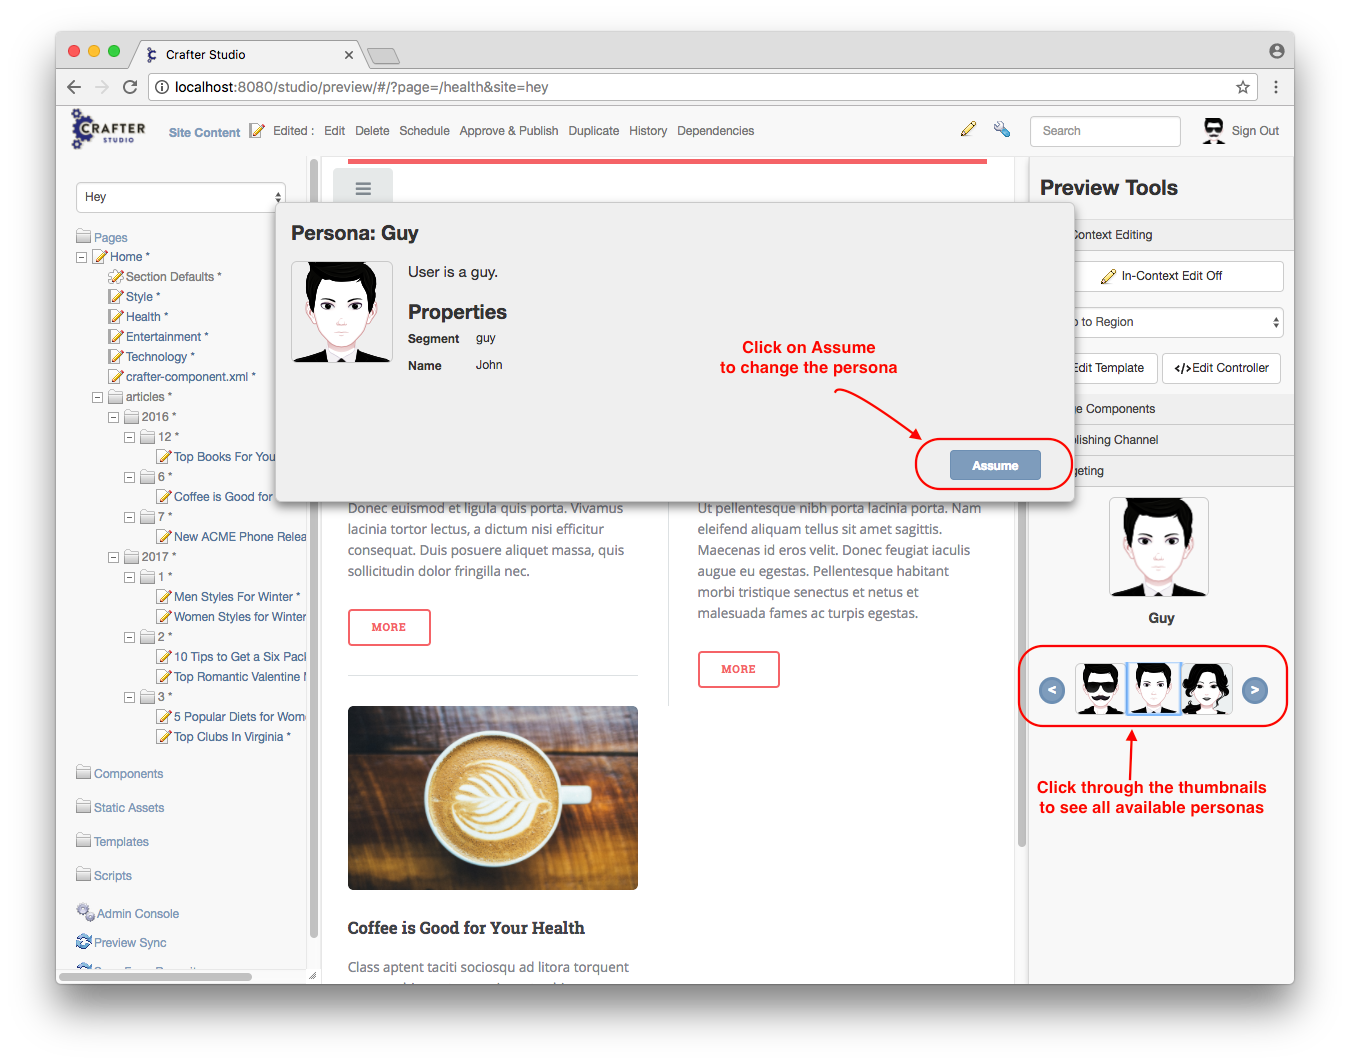 Crafter Studio
localhost:8080/studio/preview/#/?page=/health&site=hey
CRAFTER
STUDIO
Site Content
Edited :
Edit
Delete
Schedule
Approve & Publish
Duplicate
History
Dependencies
Search
Sign Out
Hey
Pages
Home *
Section Defaults *
Style *
Health *
Entertainment *
Technology *
crafter-component.xml *
articles *
2016 *
12 *
Top Books For You
6 *
Coffee is Good for
7 *
New ACME Phone Relea
2017 *
1 *
Men Styles For Winter *
Women Styles for Winter
2 *
10 Tips to Get a Six Pac
Top Romantic Valentine
3 *
5 Popular Diets for Wom
Top Clubs In Virginia *
Components
Static Assets
Templates
Scripts
Admin Console
Preview Sync
Persona: Guy
User is a guy.
Properties
Segment guy
Name John
Click on Assume
to change the persona
Assume
Donec euismod et ligula quis porta. Vivamus
lacinia tortor lectus, a dictum nisi efficitur
consequat. Duis posuere aliquet massa, quis
sollicitudin dolor fringilla nec.
MORE
Ut pellentesque nibh porta lacinia porta. Nam
eleifend aliquam tellus sit amet sagittis.
Maecenas id eros velit. Donec feugiat iaculis
augue eu egestas. Pellentesque habitant
morbi tristique senectus et netus et
malesuada fames ac turpis egestas.
MORE
Coffee is Good for Your Health
Class aptent taciti sociosqu ad litora torquent
Preview Tools
Context Editing
In-Context Edit Off
to Region
Edit Template
</>Edit Controller
Components
lishing Channel
geting
Guy
<
>
Click through the thumbnails
to see all available personas